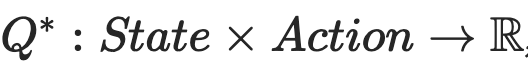 Q* : State × Action → ℝ,